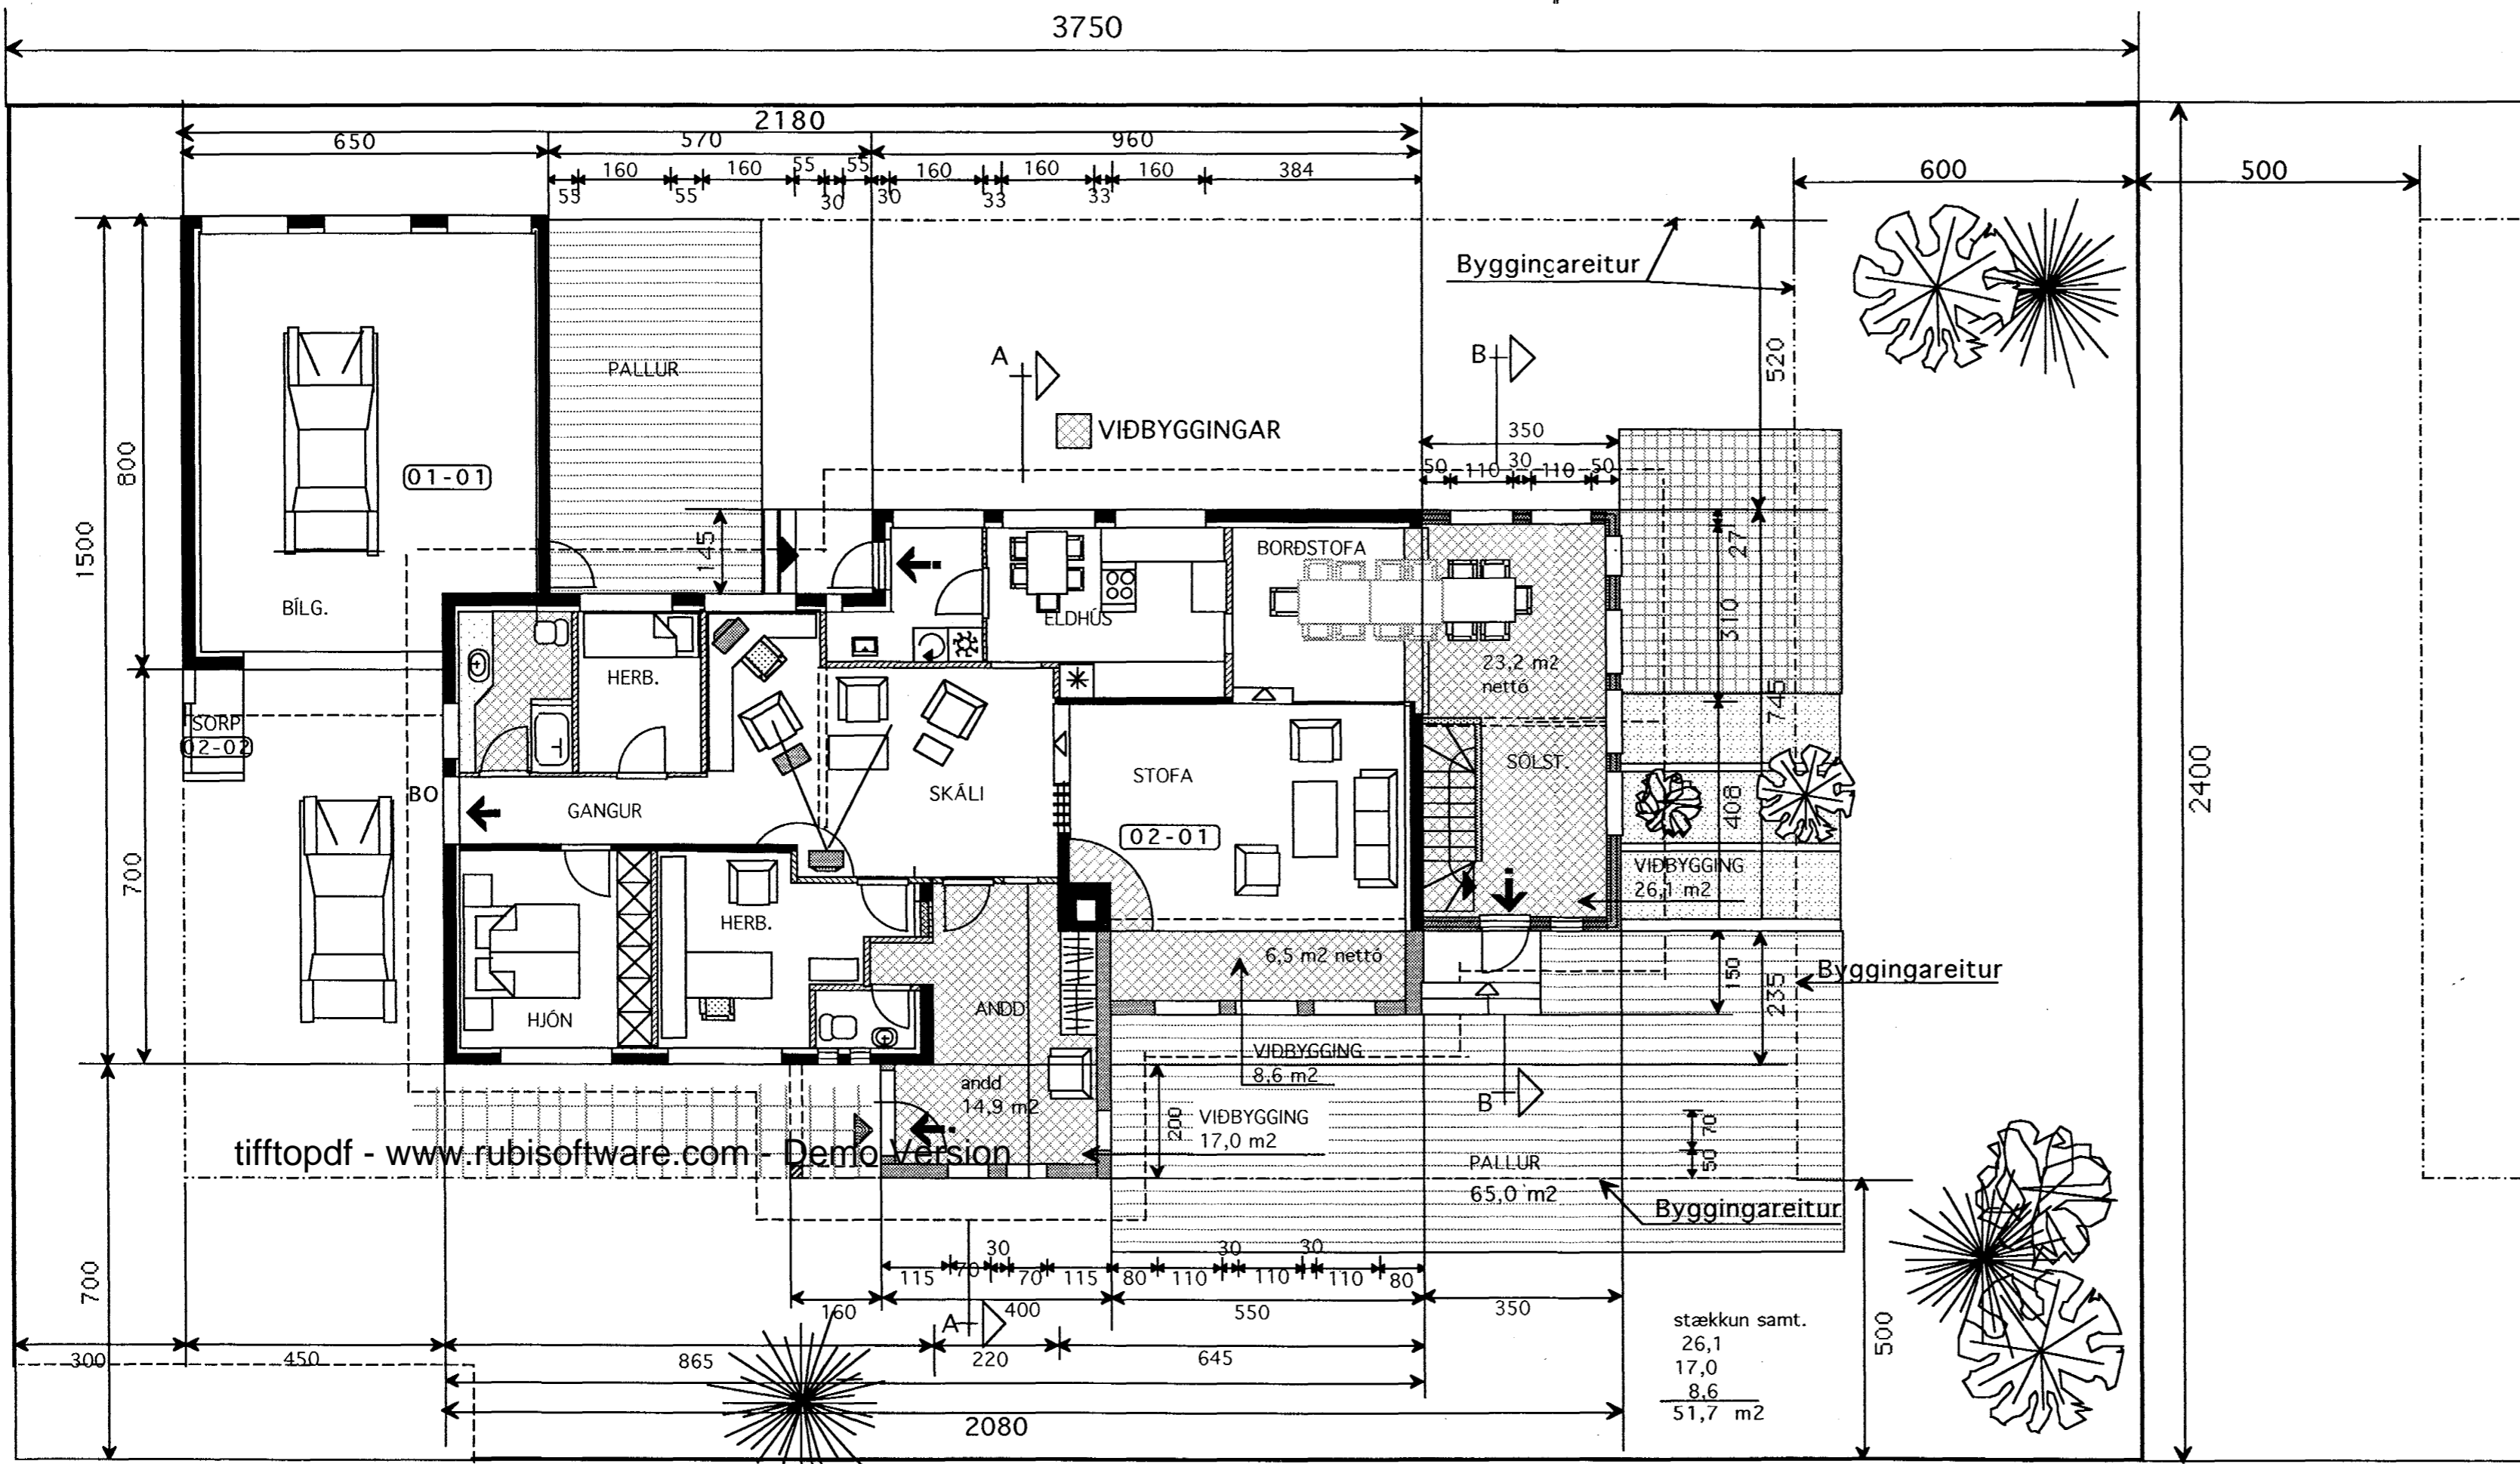 3750
2180
650
570
960
160
160
55
55
160
160
160
384
53
55
30
30
33
33
600
500
Byggingareitur
520
A
B
PALLUR
VIÐBYGGINGAR
350
50
110
30
110
50
800
1500
01-01
145
27
BORÐSTOFA
BÍLG.
ELDHÚS
310
HERB.
23,2 m2
nettó
745
SORP
02-02
SÓLST.
STOFA
BO
SKÁLI
GANGUR
02-01
408
2400
700
VIÐBYGGING
26,1 m2
HERB.
6,5 m2 nettó
150
235
Byggingareitur
HJÓN
ANDD
VIÐBYGGING
8,6 m2
andd
14,9 m2
B
VIÐBYGGING
17,0 m2
200
70
50
tifftopdf - www.rubisoftware.com - Demo Version
PALLUR
65,0 m2
Byggingareitur
30
30
30
115
70
70
115
80
110
110
110
80
700
160
400
550
350
A
500
stækkun samt.
26,1
17,0
8,6
51,7 m2
300
450
865
220
645
2080